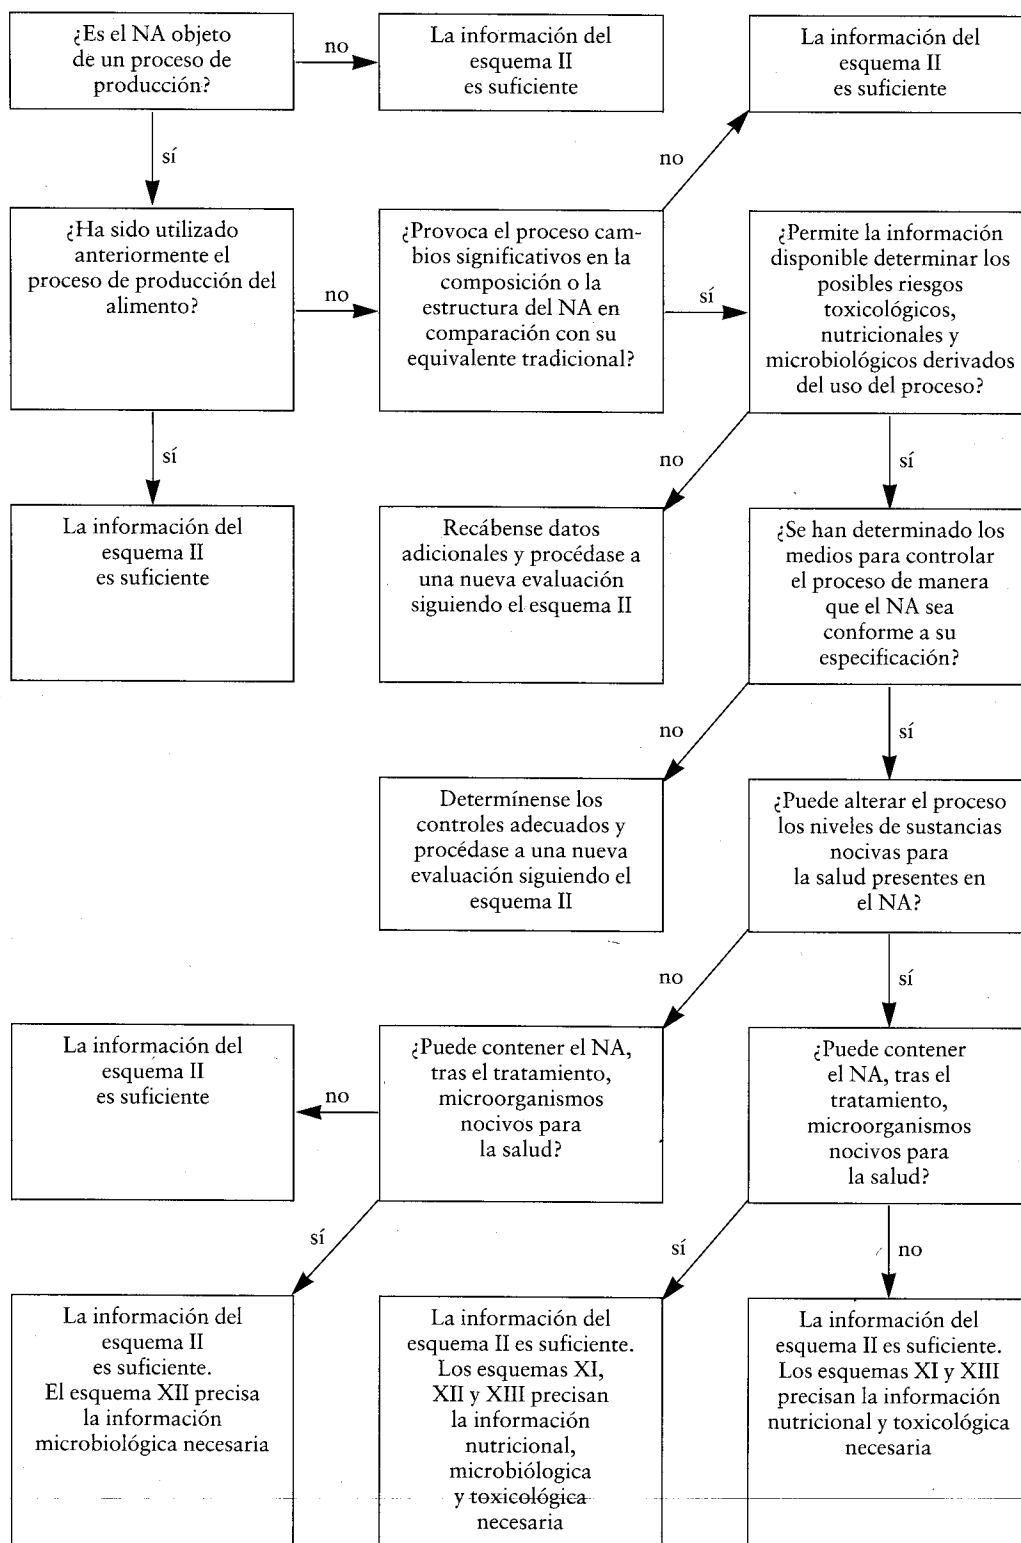 ¿Es el NA objeto
de un proceso de
producción?
no
La información del
esquema II
es suficiente
La información del
esquema II
es suficiente
sí
no
¿Ha sido utilizado
anteriormente el
proceso de producción del
alimento?
no
¿Provoca el proceso cam-
bios significativos en la
composición o la
estructura del NA en
comparación con su
equivalente tradicional?
sí
¿Permite la información
disponible determinar los
posibles riesgos
toxicológicos,
nutricionales y
microbiológicos derivados
del uso del proceso?
sí
no
sí
La información del
esquema II
es suficiente
Recábense datos
adicionales y procédase a
una nueva evaluación
siguiendo el esquema II
¿Se han determinado los
medios para controlar
el proceso de manera
que el NA sea
conforme a su
especificación?
no
sí
Determínense los
controles adecuados y
procédase a una nueva
evaluación siguiendo el
esquema II
¿Puede alterar el proceso
los niveles de sustancias
nocivas para
la salud presentes en
el NA?
no
sí
La información del
esquema II
es suficiente
no
¿Puede contener el NA,
tras el tratamiento,
microorganismos
nocivos para
la salud?
¿Puede contener
el NA, tras el
tratamiento,
microorganismos
nocivos para
la salud?
sí
sí
no
La información del
esquema II
es suficiente.
El esquema XII precisa
la información
microbiológica necesaria
La información del
esquema II es suficiente.
Los esquemas XI,
XII y XIII precisan
la información
nutricional,
microbiólogica
y toxicológica
necesaria
La información del
esquema II es suficiente.
Los esquemas XI y XIII
precisan la información
nutricional y toxicológica
necesaria